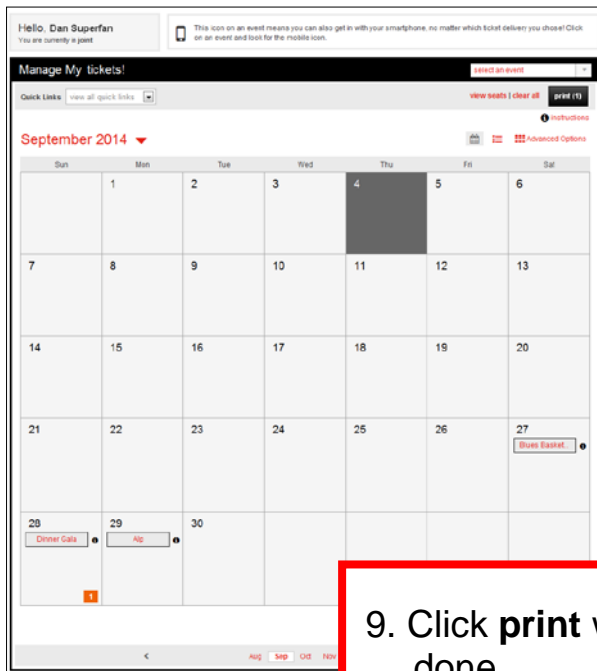 Hello, Dan Superfan
You are currently in joint
This icon on an event means you can also get in with your smartphone, no matter which ticket delivery you chose! Click
on an event and look for the mobile icon.
Manage My tickets!
select an event
Quick Links view all quick links
view seats | clear all print (1)
instructions
September 2014
Advanced Options
Sun Mon Tue Wed Thu Fri Sat
1 2 3 4 5 6
7 8 9 10 11 12 13
14 15 16 17 18 19 20
21 22 23 24 25 26 27
Blues Basket..
28 29 30
Dinner Gala Alp
1
< Aug Sep Oct Nov
9. Click print
done